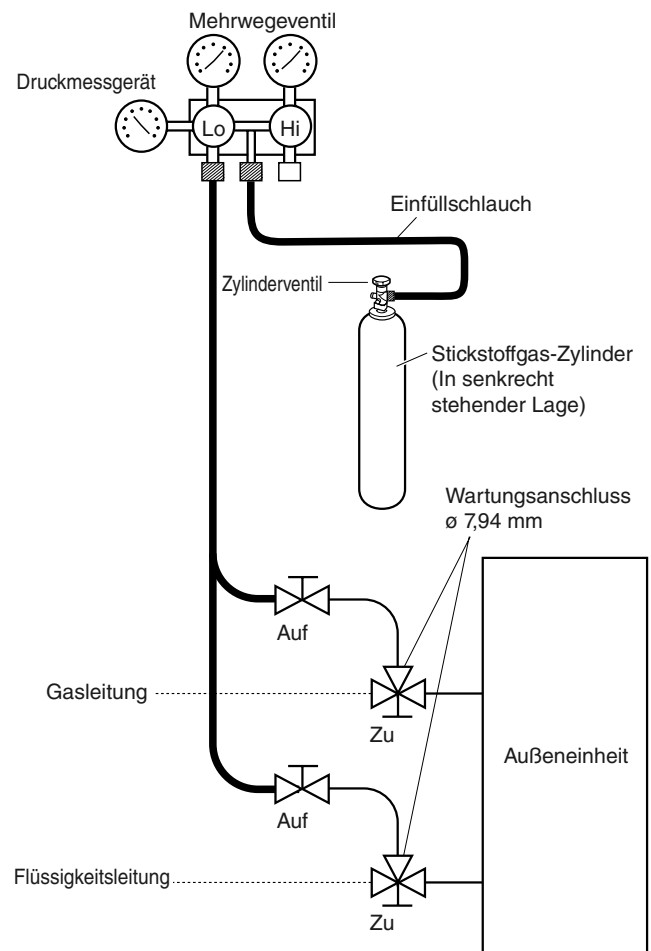 Mehrwegeventil
Druckmessgerät
Lo
Hi
Einfüllschlauch
Zylinderventil
Stickstoffgas-Zylinder
(In senkrecht
stehender Lage)
Wartungsanschluss
ø 7,94 mm
Auf
Gasleitung
Zu
Außeneinheit
Auf
Flüssigkeitsleitung
Zu